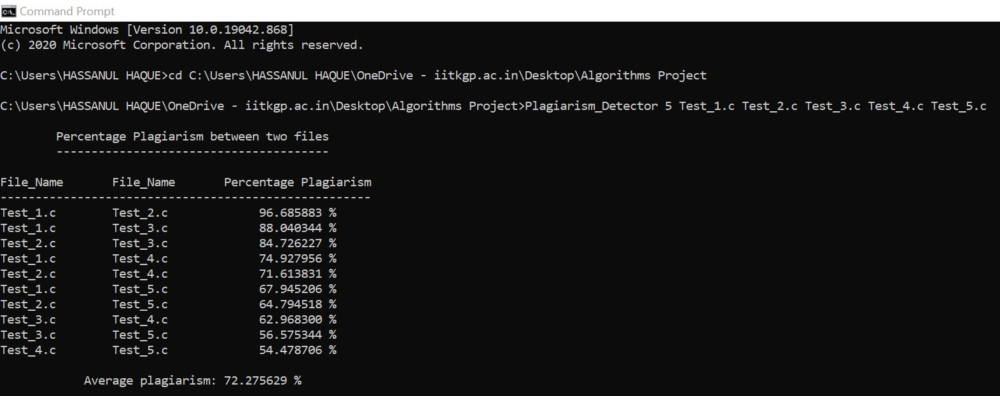 Command Prompt
Microsoft Windows [Version 10.0.19042.868]
(c) 2020 Microsoft Corporation. All rights reserved.
C:\Users\HASSANUL HAQUE>cd C:\Users\HASSANUL HAQUE\OneDrive - iitkgp.ac.in\Desktop\Algorithms Project
C:\Users\HASSANUL HAQUE\OneDrive - iitkgp.ac.in\Desktop\Algorithms Project>Plagiarism_Detector 5 Test_1.c Test_2.c Test_3.c Test_4.c Test_5.c
Percentage Plagiarism between two files
---------------------------------------
File_Name       File_Name       Percentage Plagiarism
-----------------------------------------------------
Test_1.c        Test_2.c             96.685883 %
Test_1.c        Test_3.c             88.040344 %
Test_2.c        Test_3.c             84.726227 %
Test_1.c        Test_4.c             74.927956 %
Test_2.c        Test_4.c             71.613831 %
Test_1.c        Test_5.c             67.945206 %
Test_2.c        Test_5.c             64.794518 %
Test_3.c        Test_4.c             62.968300 %
Test_3.c        Test_5.c             56.575344 %
Test_4.c        Test_5.c             54.478706 %
Average plagiarism: 72.275629 %